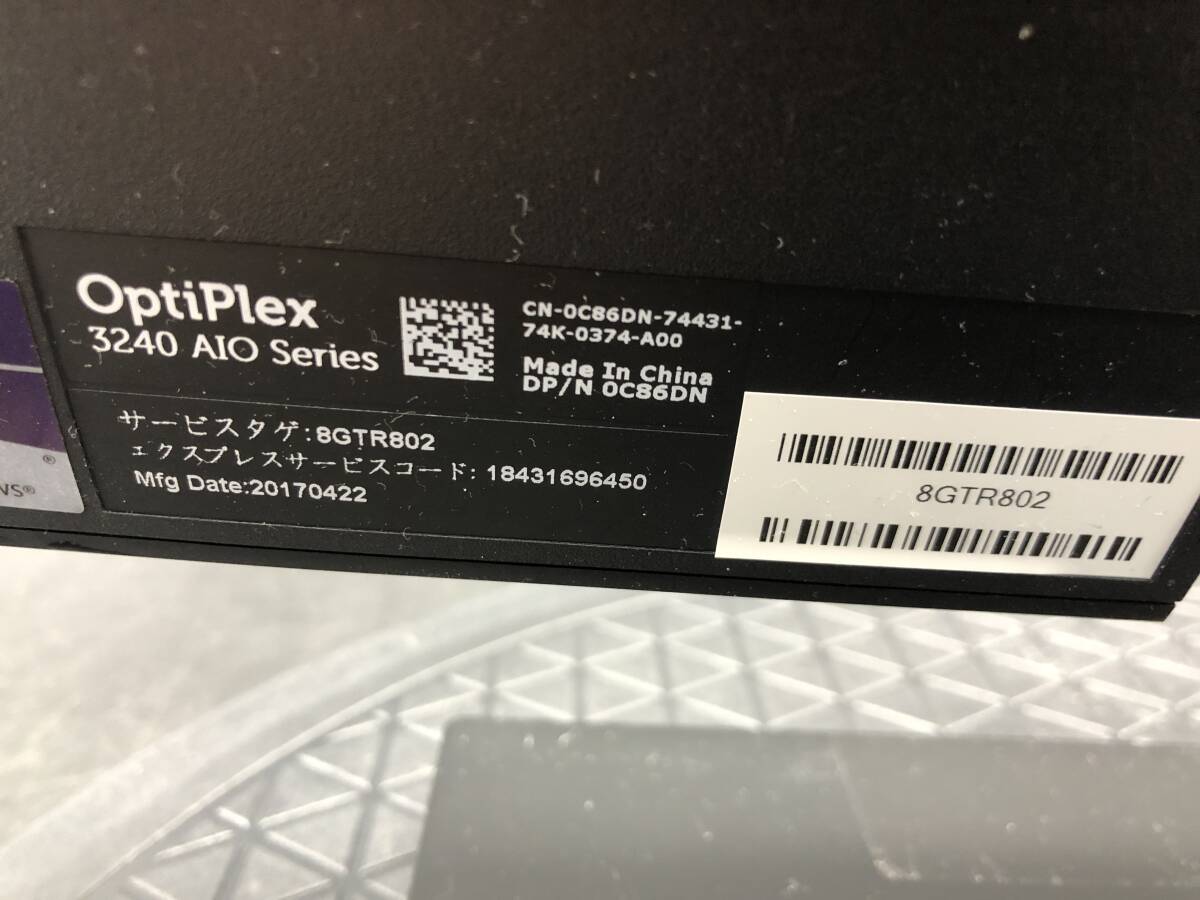 OptiPlex
3240 AIO Series
CN-0C86DN-74431-
74K-0374-A00
Made In China
DP/N 0C86DN
サービスタゲ:8GTR802
ェクスプレスサービスコード: 18431696450
Mfg Date:20170422
8GTR802